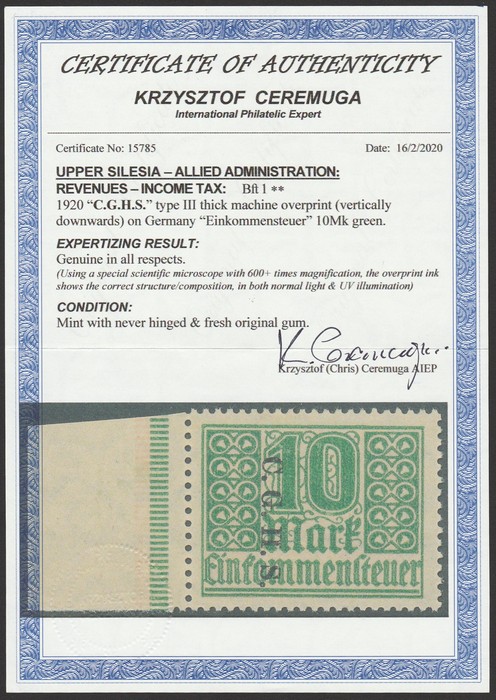 CERTIFICATE OF AUTHENTICITY
KRZYSZTOF CEREMUGA
International Philatelic Expert
Certificate No: 15785 Date: 16/2/2020
UPPER SILESIA – ALLIED ADMINISTRATION:
REVENUES – INCOME TAX: Bft 1 **
1920 “C.G.H.S.” type III thick machine overprint (vertically
downwards) on Germany “Einkommensteuer” 10Mk green.
EXPERTIZING RESULT:
Genuine in all respects.
(Using a special scientific microscope with 600+ times magnification, the overprint ink
shows the correct structure/composition, in both normal light & UV illumination)
CONDITION:
Mint with never hinged & fresh original gum.
K. Ceremuga
Krzysztof (Chris) Ceremuga AIEP
10
Mark
Einkommensteuer
C.G.H.S.